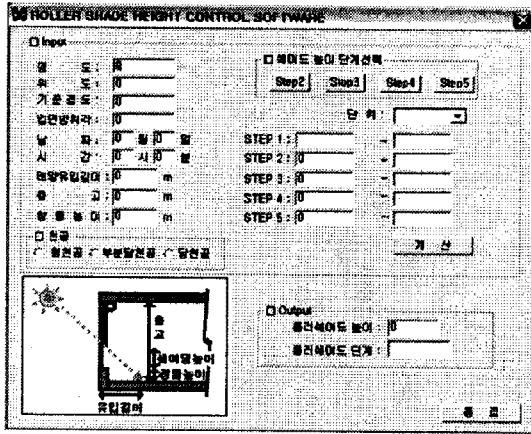 ROLLER SHADE HEIGHT CONTROL SOFTWARE
Input
경 도 : 0
위 도 : 0
기준경도 : 0
입면방위각 : 0
날 짜 : 0 월 0 일
시 간 : 0 시 0 분
태양유입깊이 0 m
층 고 : 0 m
창틀높이 : 0 m
천공
청천공 부분담천공 담천공
쉐이드 높이 단계선택
Step2 Step3 Step4 Step5
단 위 :
STEP 1 : ~
STEP 2 : 0 ~
STEP 3 : 0 ~
STEP 4 : 0 ~
STEP 5 : 0 ~
계 산
층고
쉐이드높이
창틀높이
유입깊이
Output
롤러쉐이드 높이 : 0
롤러쉐이드 단계 :
종 료